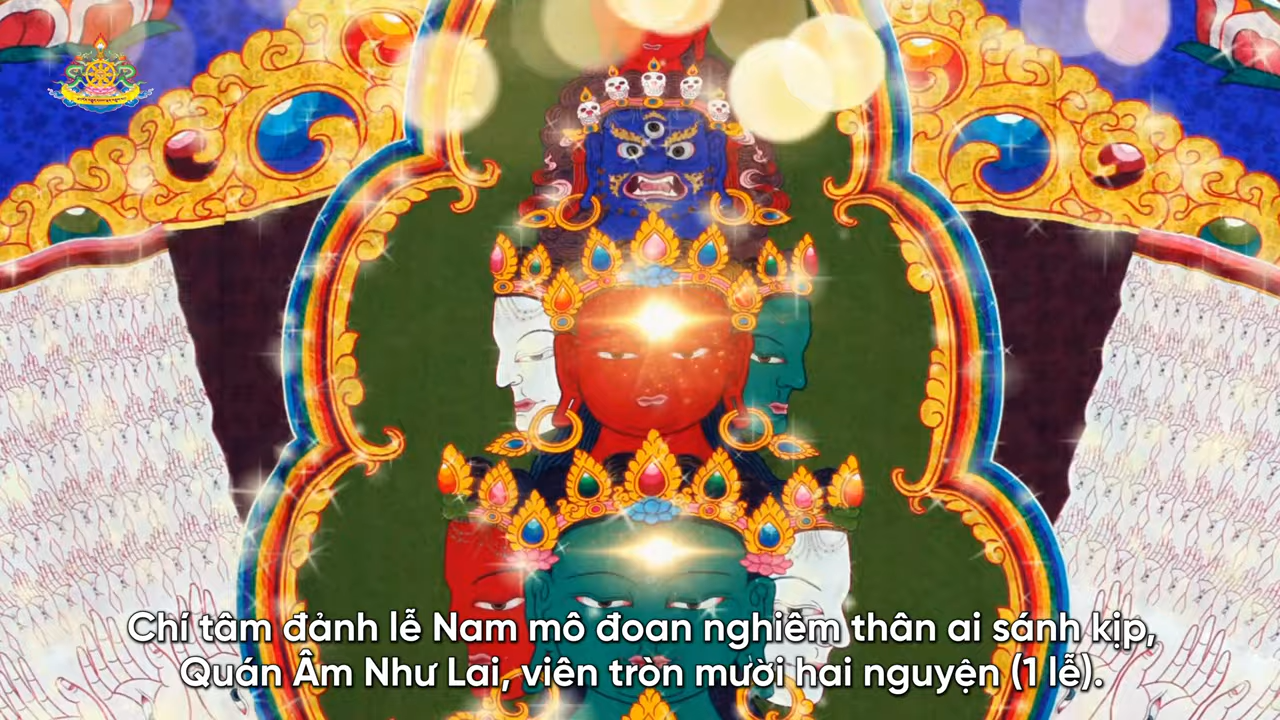 Chí tâm đảnh lễ Nam mô đoan nghiêm thân ai sánh kịp,
Quán Âm Như Lai, viên tròn mười hai nguyện (1 lễ).